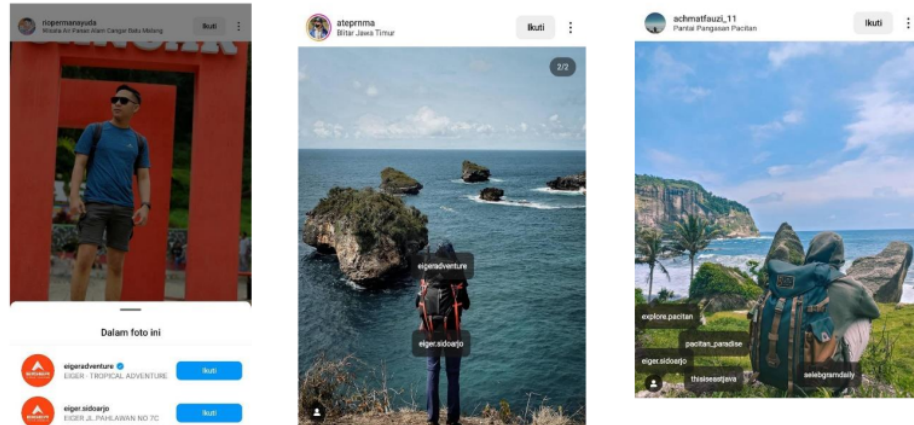 riopermanayuda
Wisata Air Panas Alam Cangar Batu Malang
Ikuti
Dalam foto ini
eigeradventure
EIGER - TROPICAL ADVENTURE
Ikuti
eiger.sidoarjo
EIGER JL.PAHLAWAN NO 7C
Ikuti
ateprnma
Blitar Jawa Timur
Ikuti
2/2
eigeradventure
eiger.sidoarjo
achmatfauzi_11
Pantai Pangasan Pacitan
Ikuti
explore.pacitan
pacitan_paradise
eiger.sidoarjo
thisiseastjava